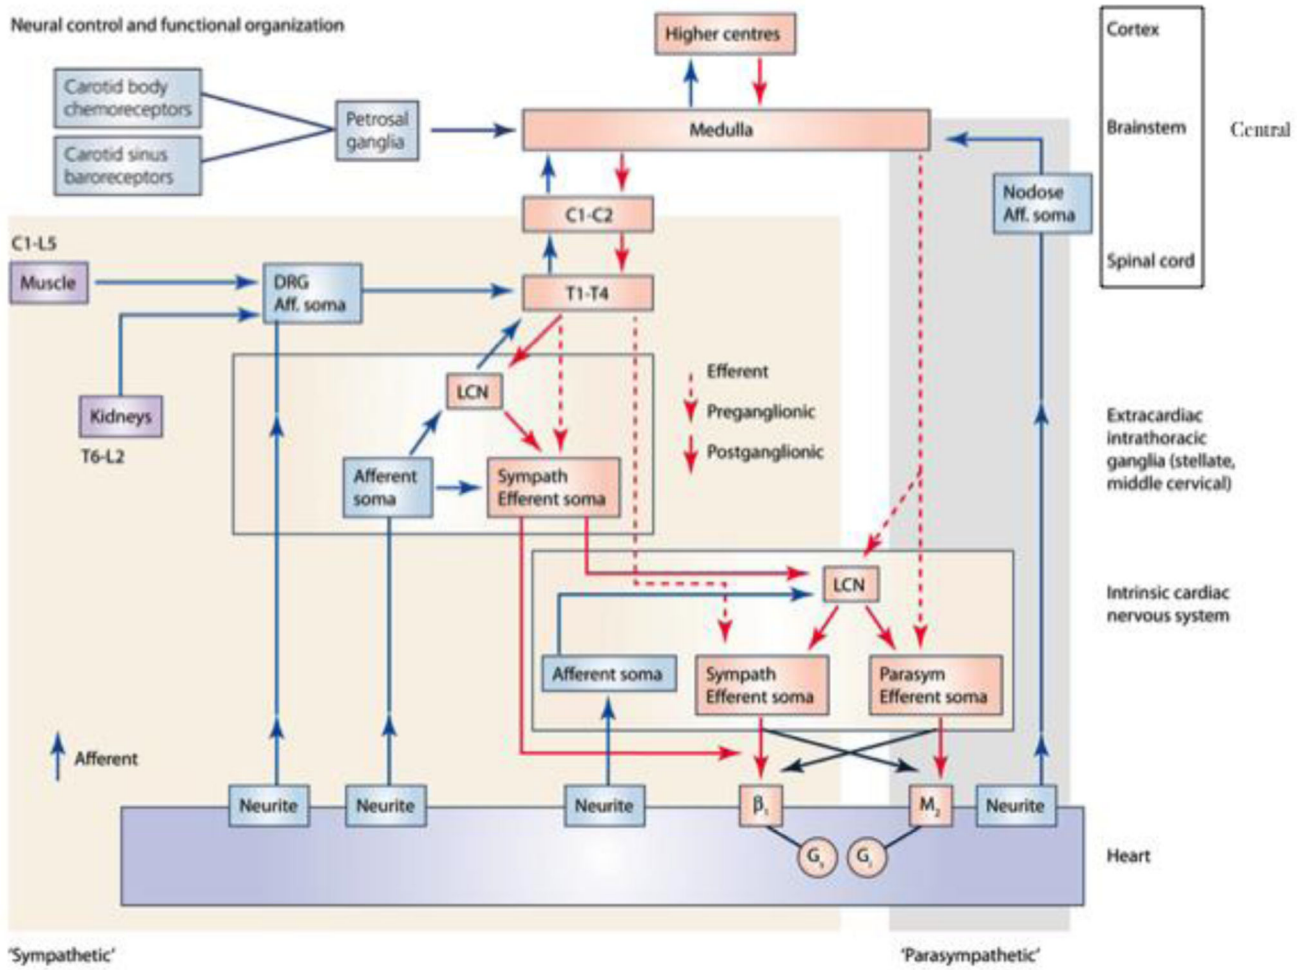 Neural control and functional organization
Higher centres
Cortex
Carotid body
chemoreceptors
Petrosal
ganglia
Medulla
Brainstem
Central
Carotid sinus
baroreceptors
Nodose
Aff. soma
C1-C2
C1-L5
Spinal cord
Muscle
DRG
Aff. soma
T1-T4
LCN
Efferent
Preganglionic
Postganglionic
Kidneys
T6-L2
Extracardiac
intrathoracic
ganglia (stellate,
middle cervical)
Afferent
soma
Sympath
Efferent soma
LCN
Intrinsic cardiac
nervous system
Afferent soma
Sympath
Efferent soma
Parasym
Efferent soma
Afferent
Neurite
Neurite
Neurite
β₁
M₂
Neurite
Gₛ
Gᵢ
Heart
'Sympathetic'
'Parasympathetic'